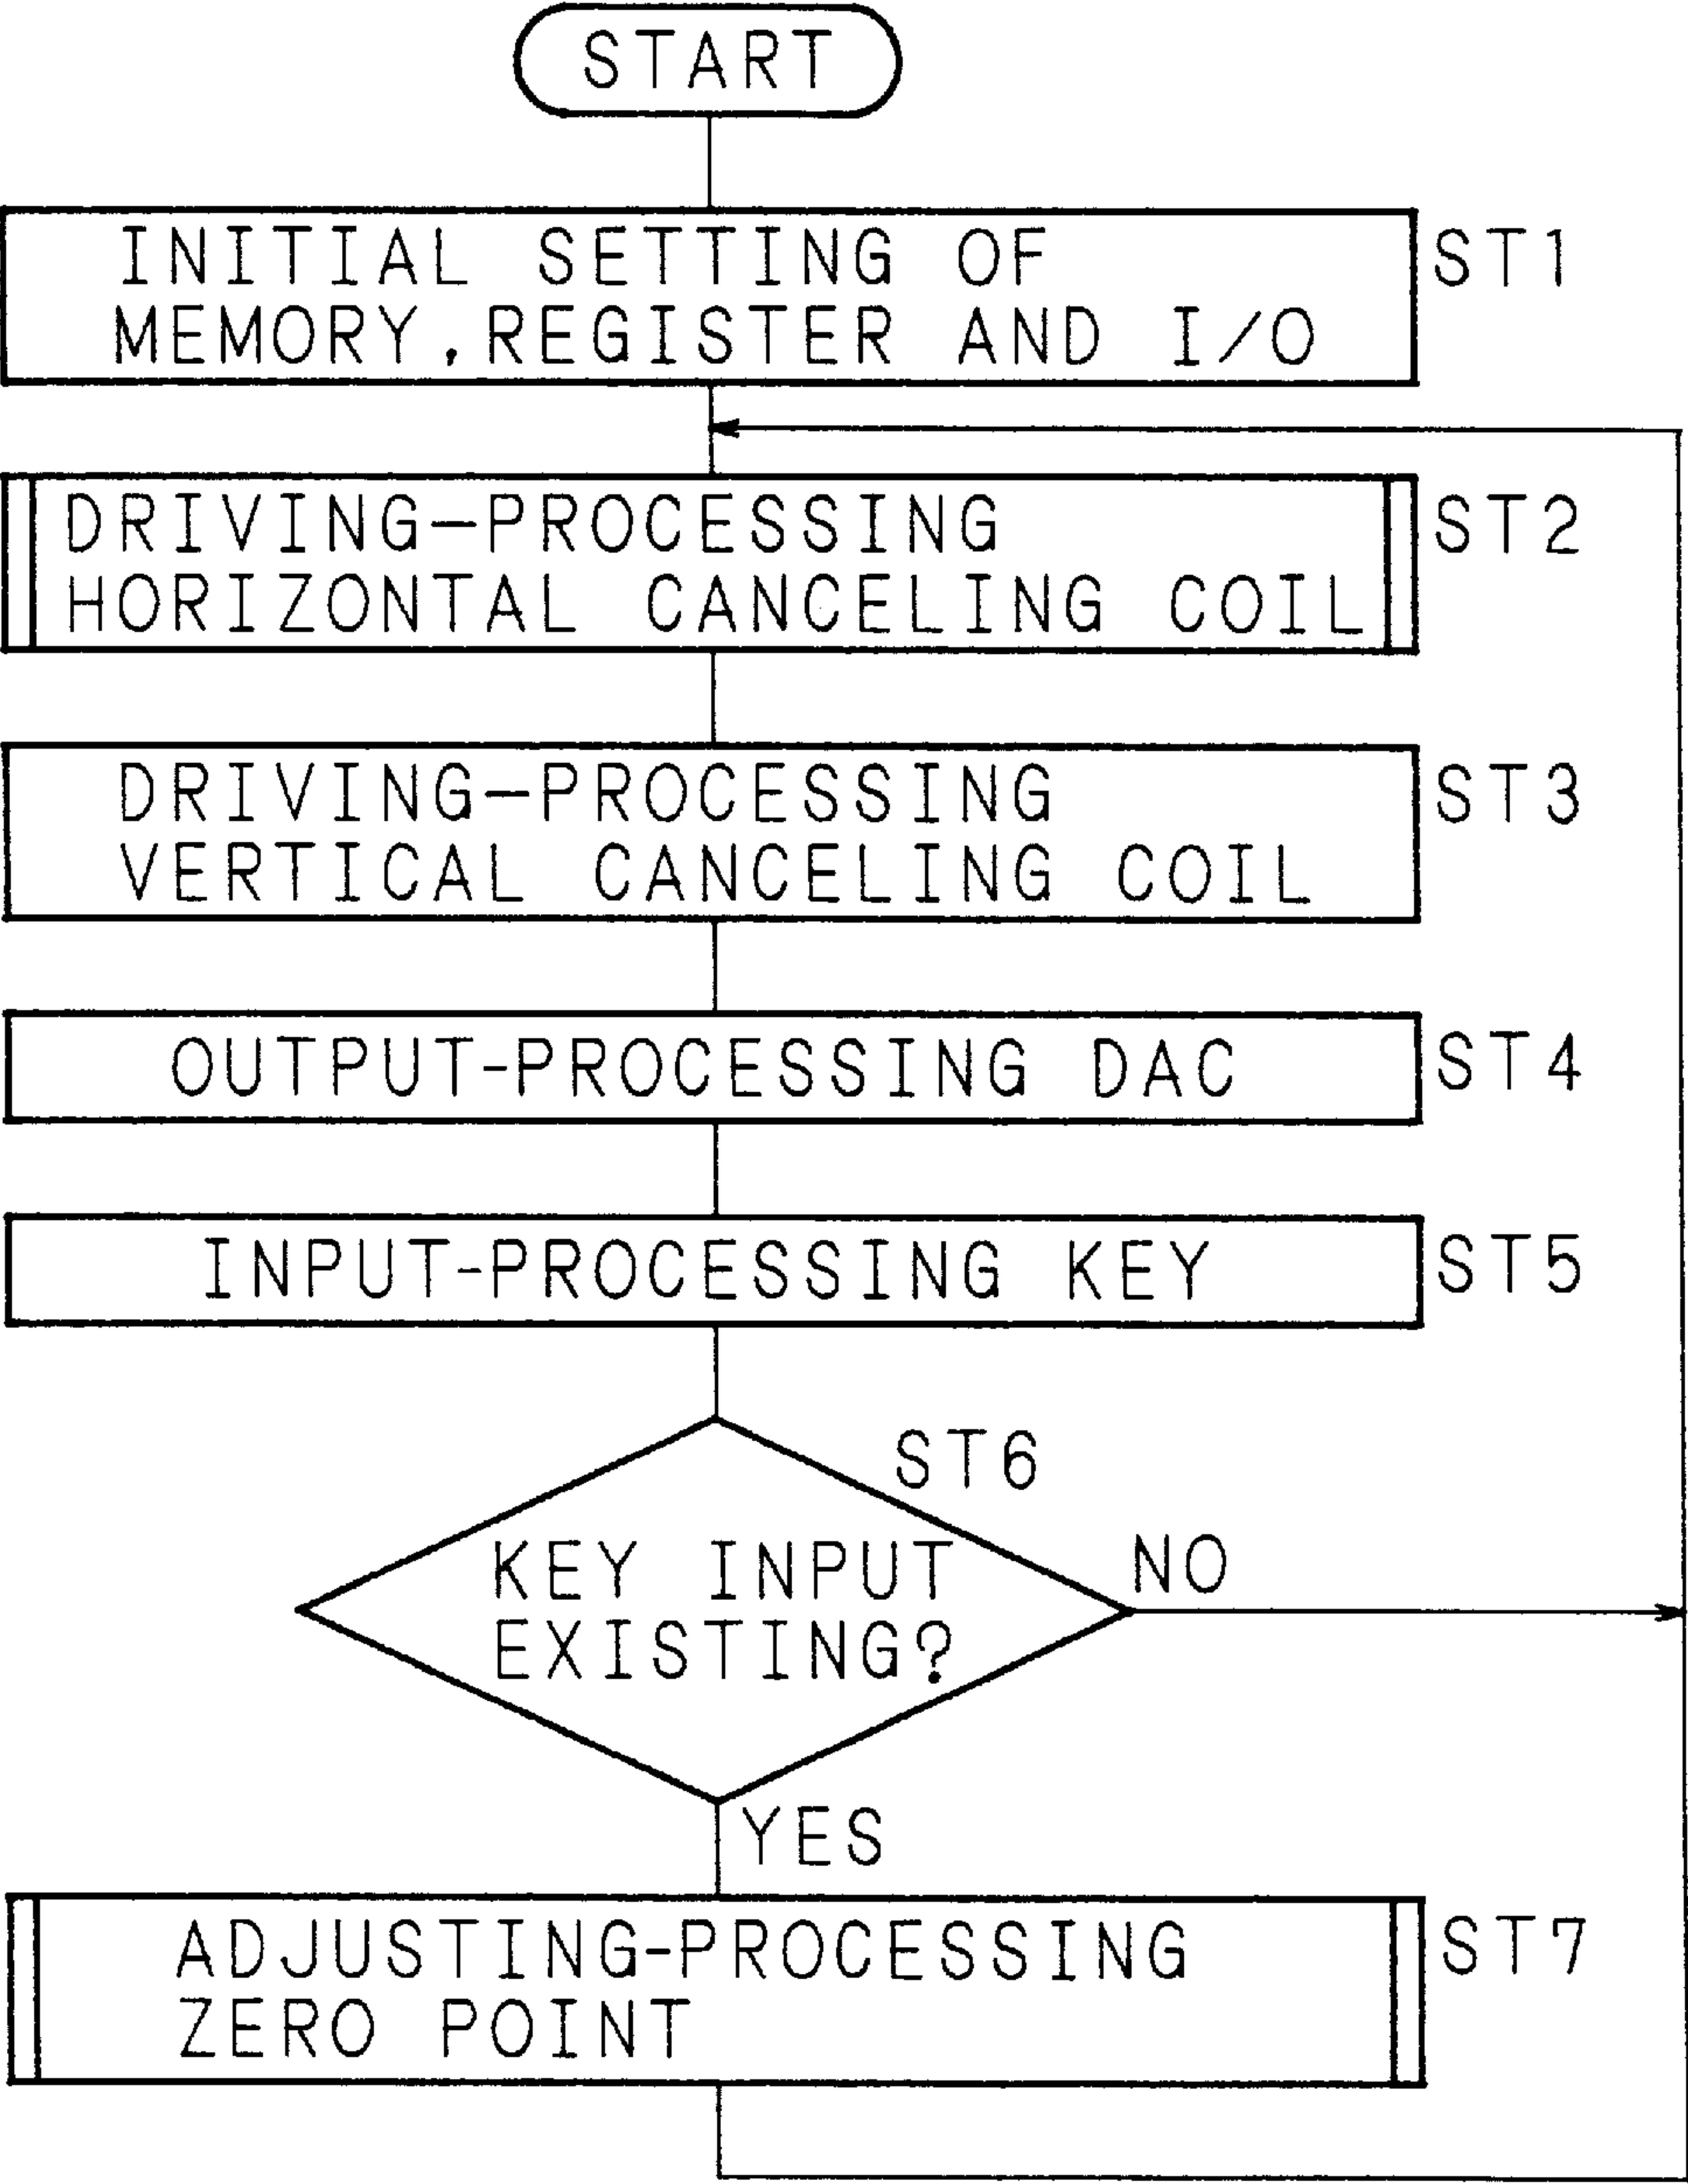 START
INITIAL SETTING OF
MEMORY, REGISTER AND I/O
ST1
DRIVING-PROCESSING
HORIZONTAL CANCELING COIL
ST2
DRIVING-PROCESSING
VERTICAL CANCELING COIL
ST3
OUTPUT-PROCESSING DAC
ST4
INPUT-PROCESSING KEY
ST5
ST6
KEY INPUT
EXISTING?
NO
YES
ADJUSTING-PROCESSING
ZERO POINT
ST7